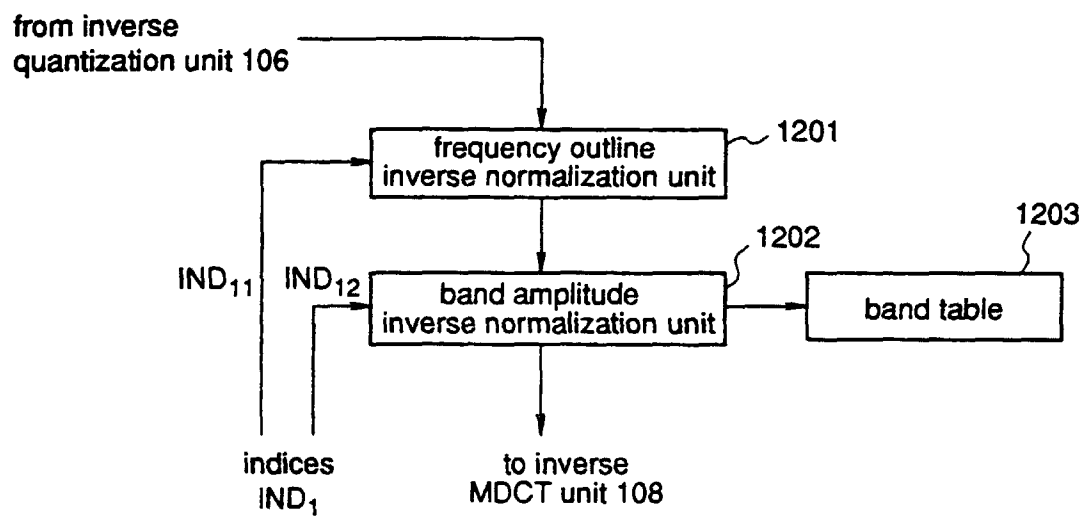 from inverse
quantization unit 106
1201
frequency outline
inverse normalization unit
1203
1202
IND11
IND12
band amplitude
inverse normalization unit
band table
indices
IND1
to inverse
MDCT unit 108